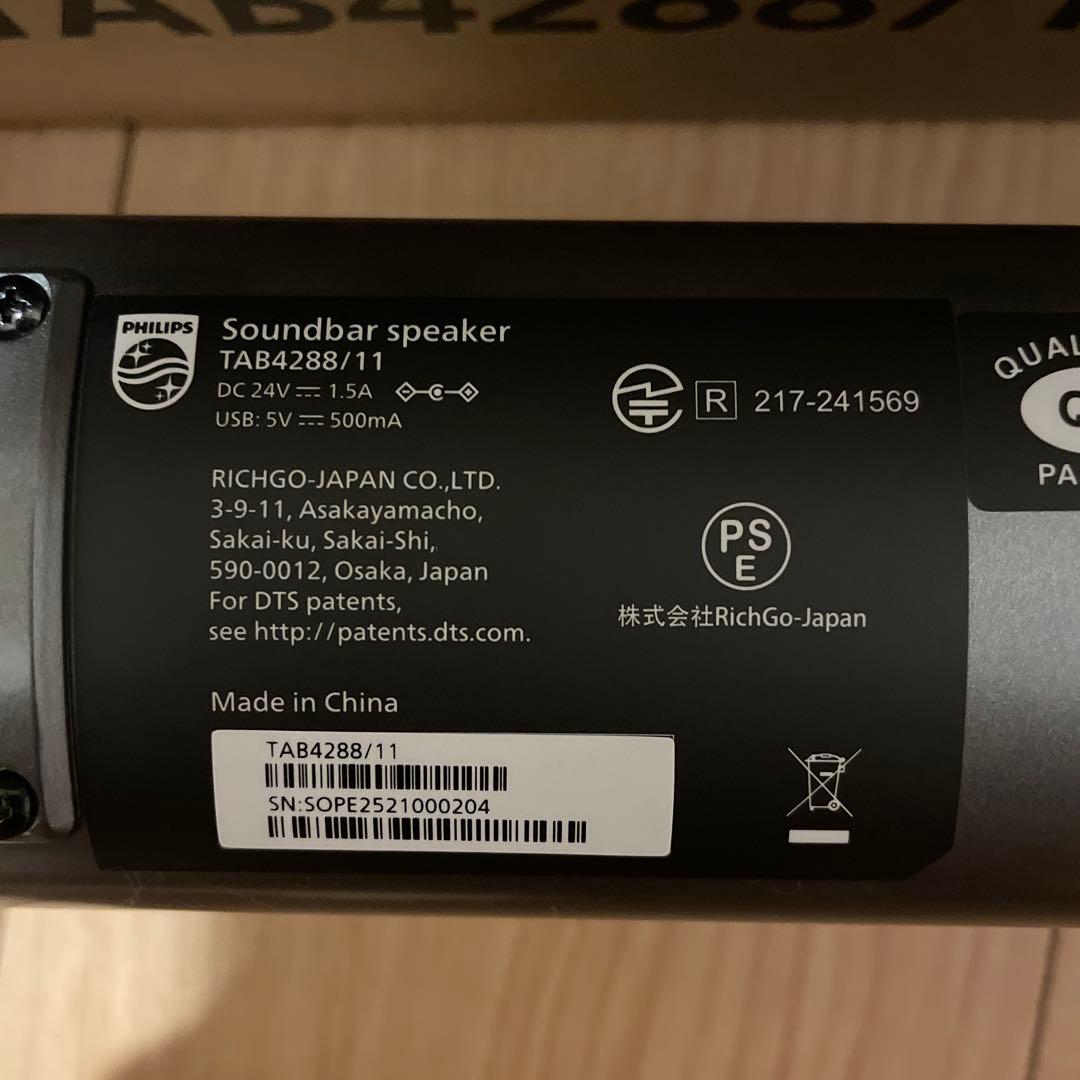 AB4288/
PHILIPS
Soundbar speaker
TAB4288/11
DC 24V ⎓ 1.5A
USB: 5V ⎓ 500mA
R 217-241569
RICHGO-JAPAN CO.,LTD.
3-9-11, Asakayamacho,
Sakai-ku, Sakai-Shi,
590-0012, Osaka, Japan
For DTS patents,
see http://patents.dts.com.
PS
E
株式会社RichGo-Japan
Made in China
TAB4288/11
SN:SOPE2521000204
QUAL
PA